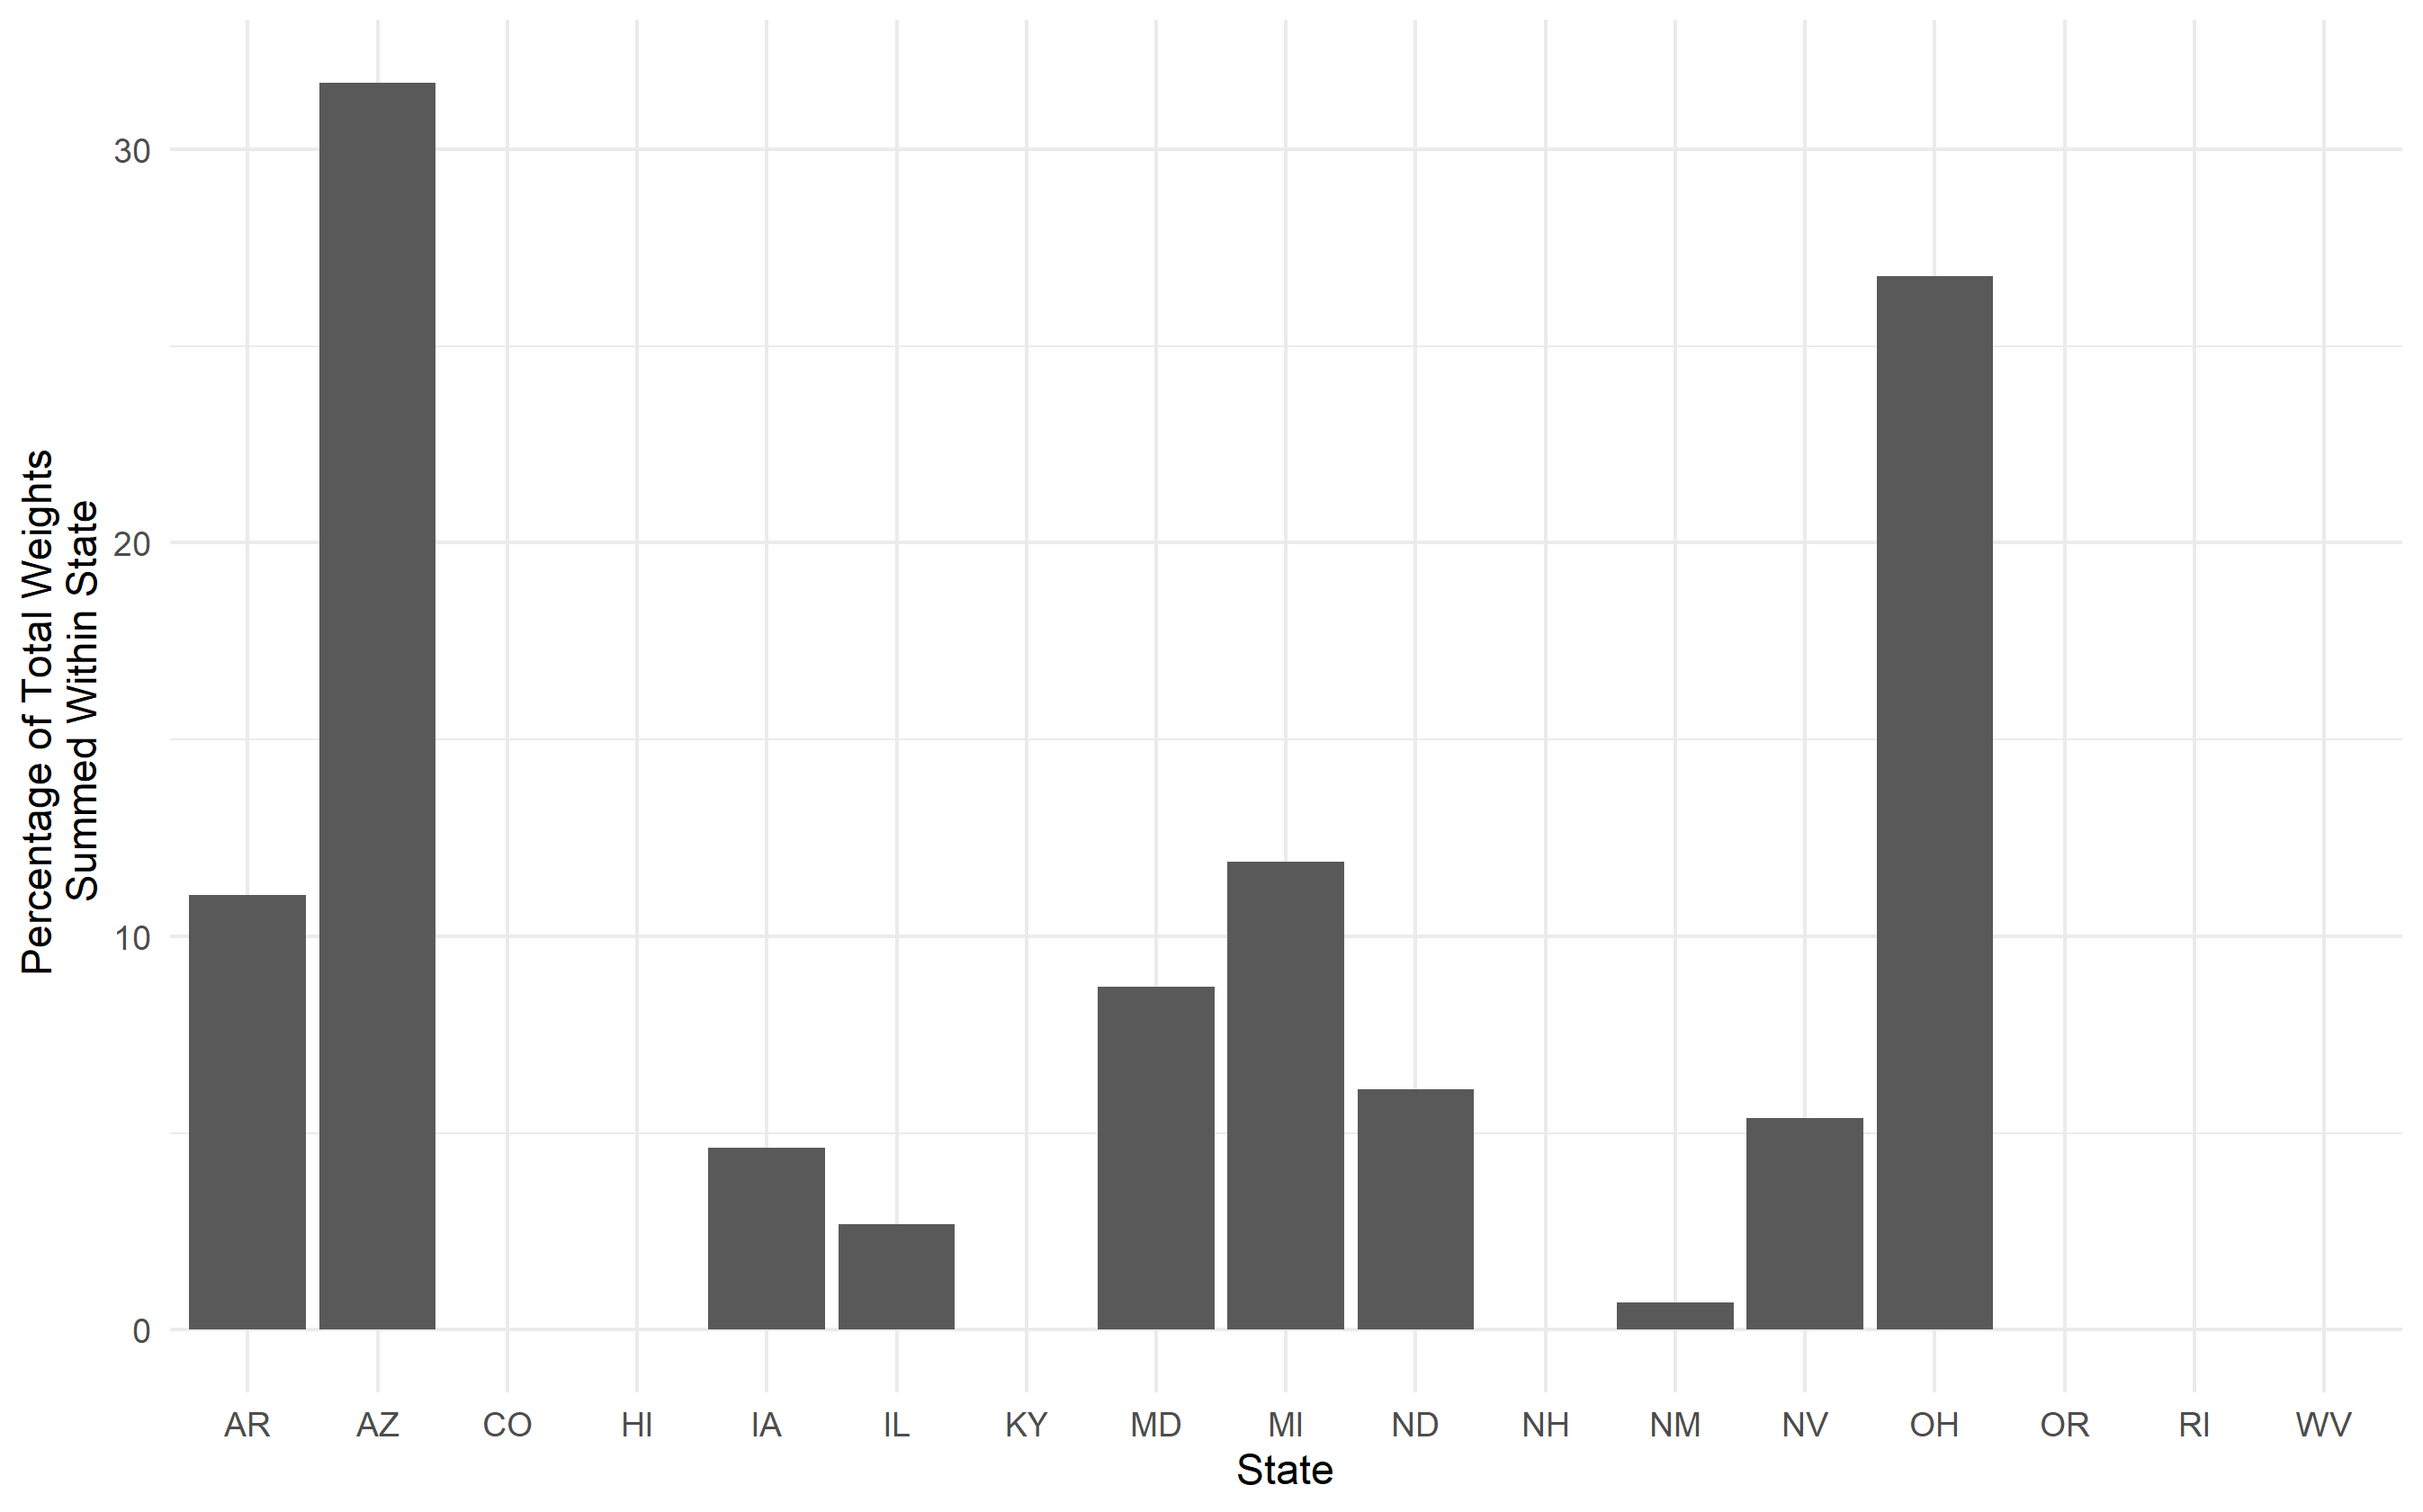 Percentage of Total Weights
Summed Within State
30
20
10
0
AR AZ CO HI IA IL KY MD MI ND NH NM NV OH OR RI WV
State